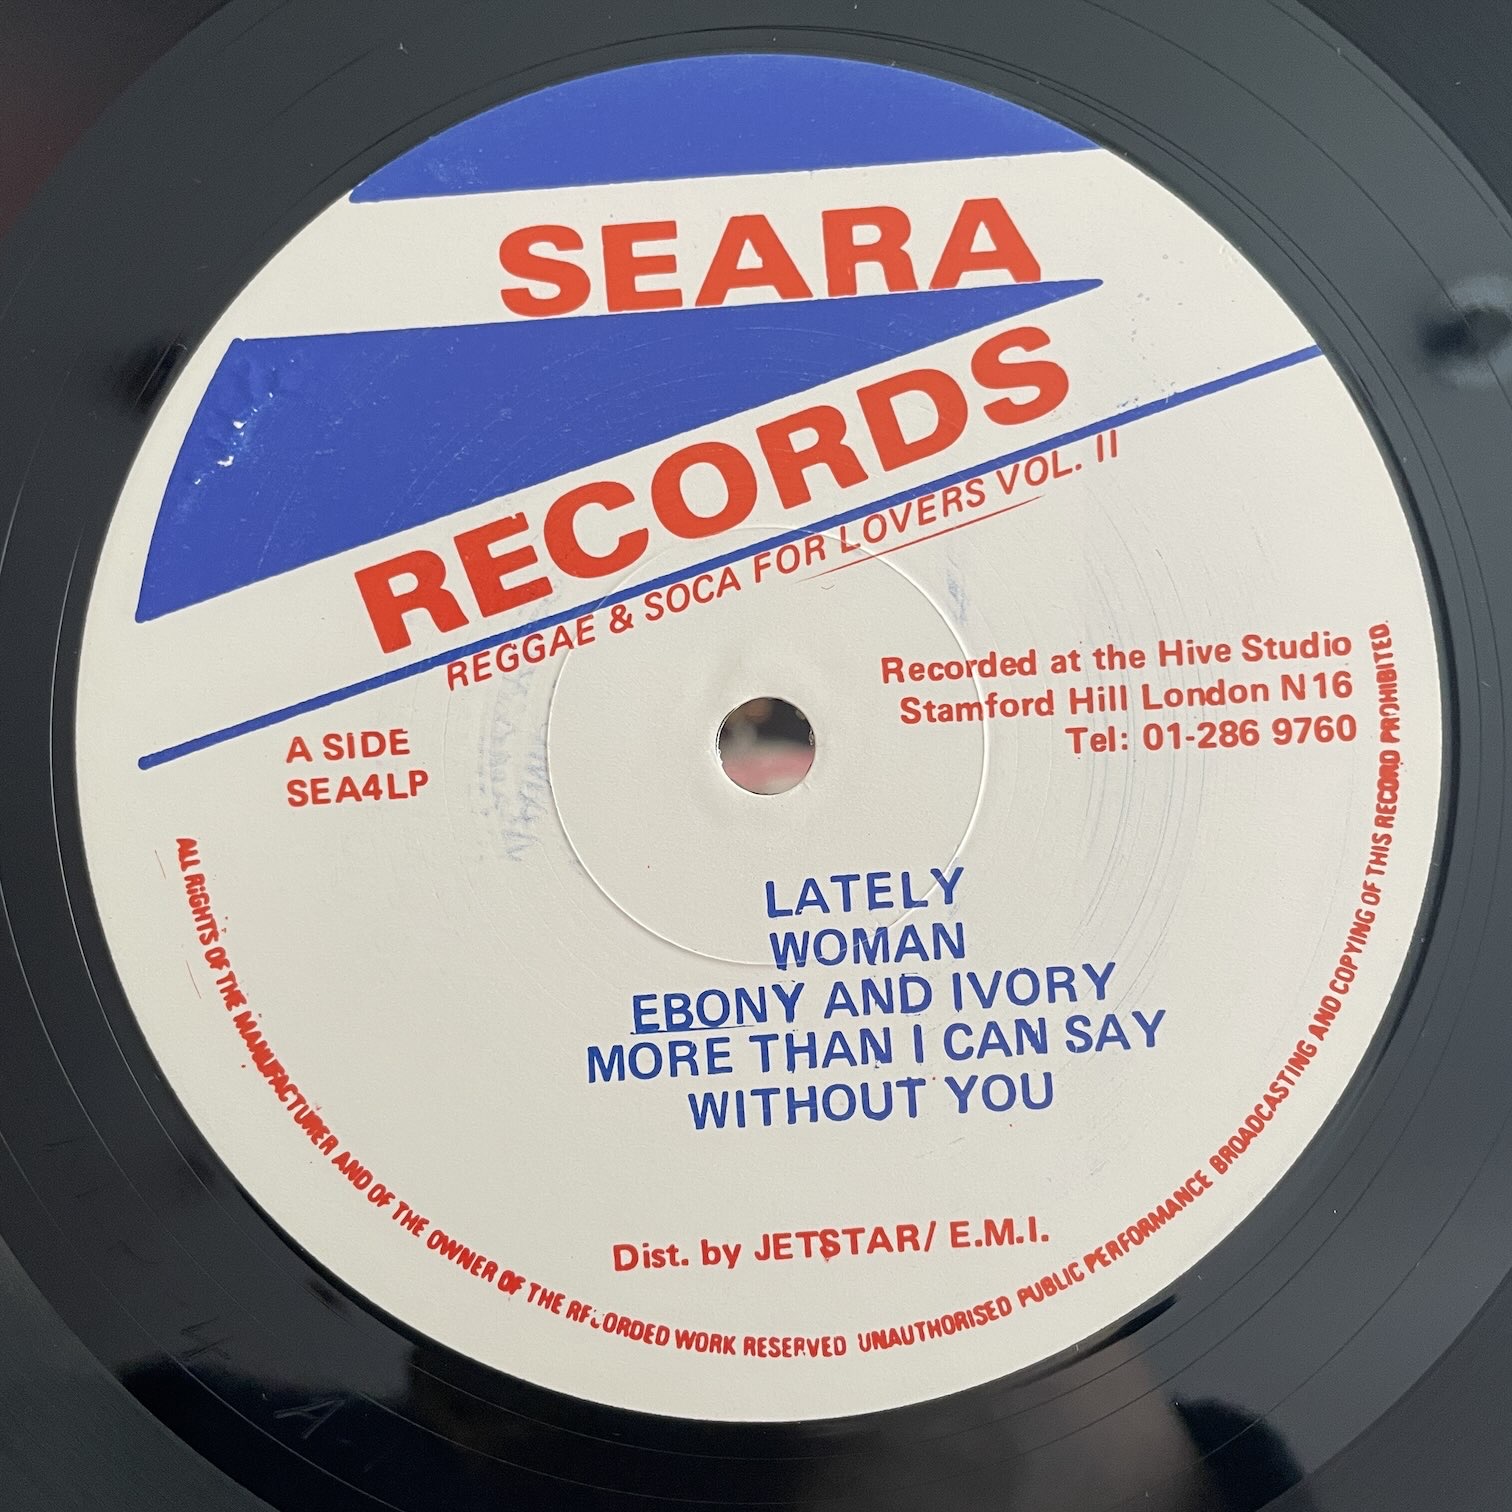 SEARA
RECORDS
REGGAE & SOCA FOR LOVERS VOL. II
Recorded at the Hive Studio
Stamford Hill London N16
Tel: 01-286 9760
A SIDE
SEA4LP
LATELY
WOMAN
EBONY AND IVORY
MORE THAN I CAN SAY
WITHOUT YOU
Dist. by JETSTAR/ E.M.I.
ALL RIGHTS OF THE MANUFACTURER AND OF THE OWNER OF THE RECORDED WORK RESERVED UNAUTHORISED PUBLIC PERFORMANCE BROADCASTING AND COPYING OF THIS RECORD PROHIBITED.